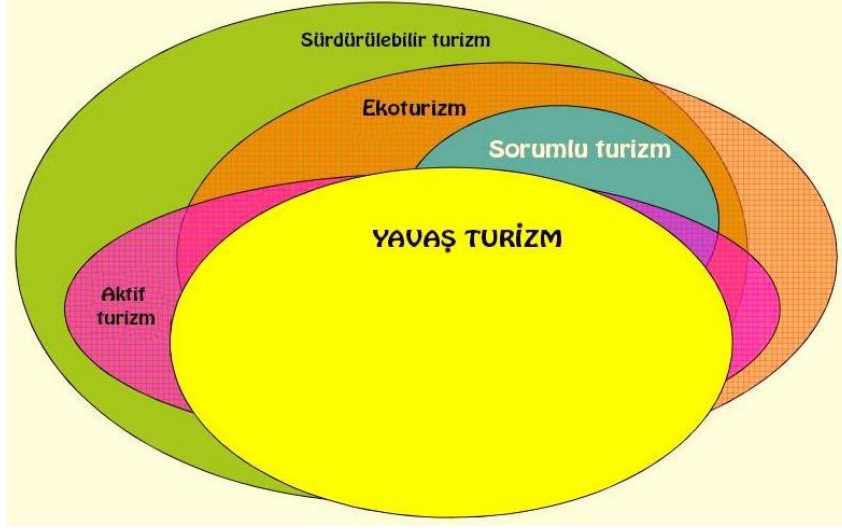 Sürdürülebilir turizm
Ekoturizm
Sorumlu turizm
YAVAŞ TURİZM
Aktif
turizm